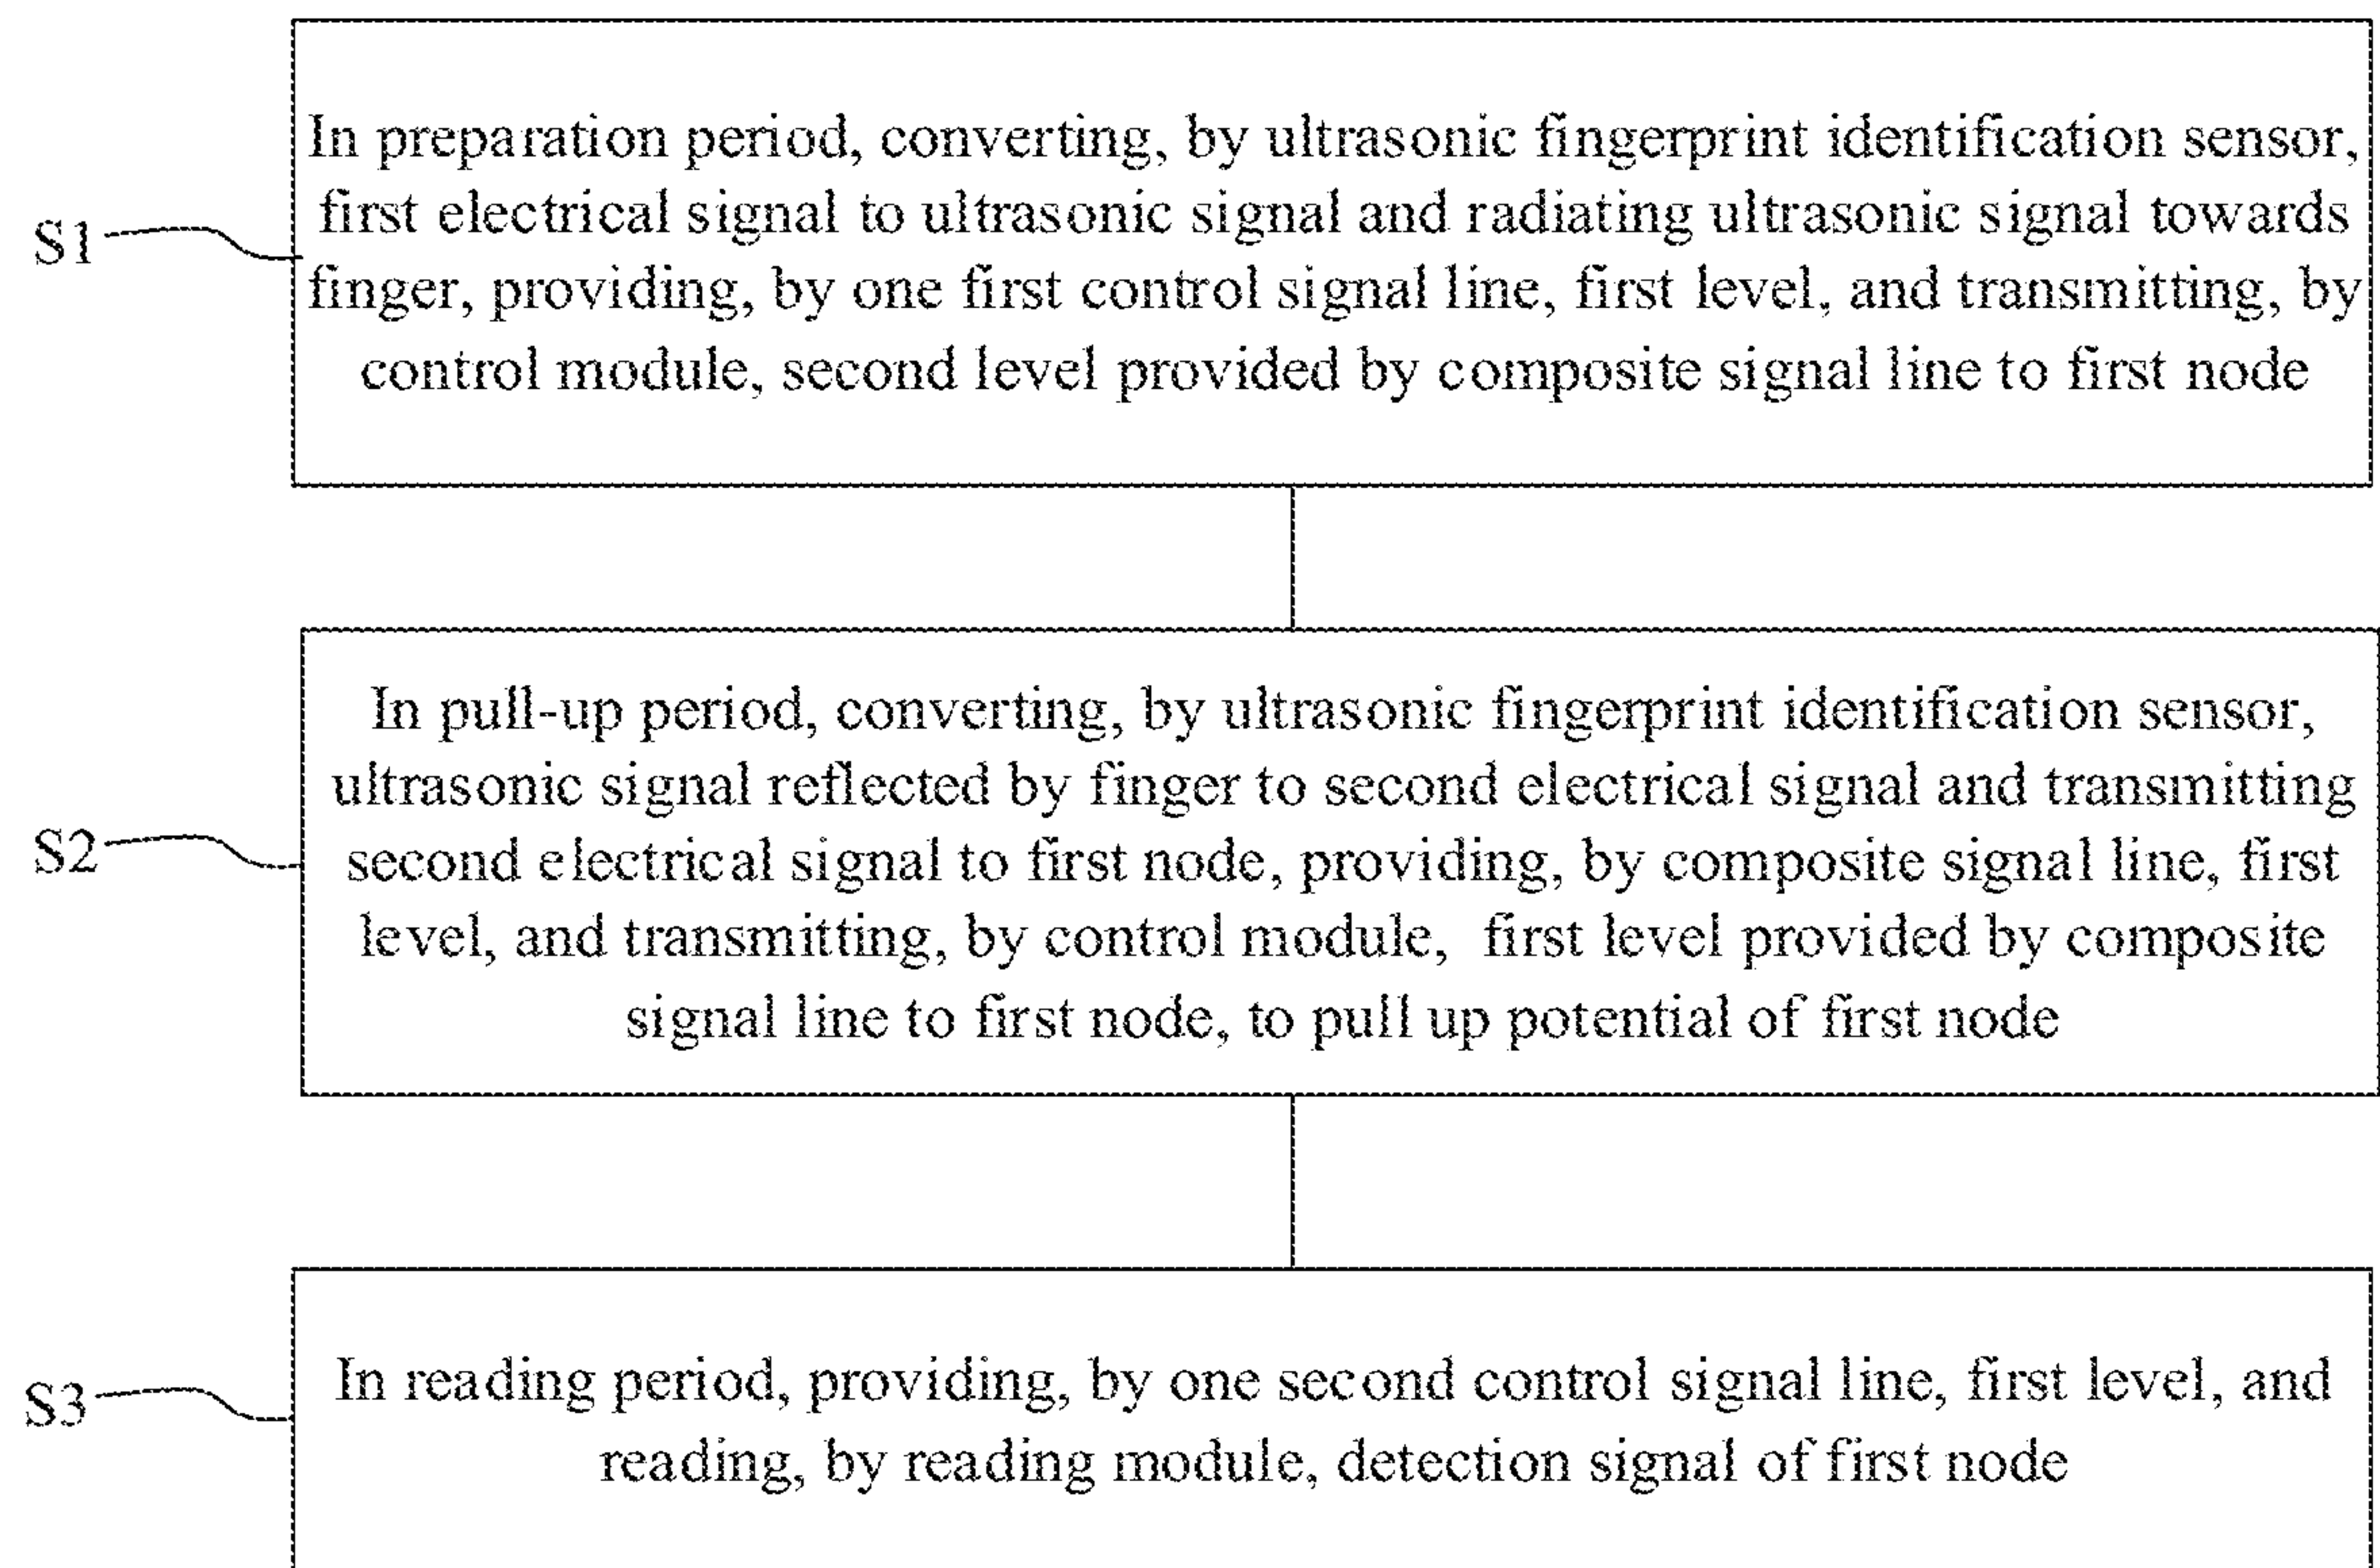 In preparation period, converting, by ultrasonic fingerprint identification sensor,
first electrical signal to ultrasonic signal and radiating ultrasonic signal towards
S1
finger, providing, by one first control signal line, first level, and transmitting, by
control module, second level provided by composite signal line to first node
In pull-up period, converting, by ultrasonic fingerprint identification sensor,
ultrasonic signal reflected by finger to second electrical signal and transmitting
S2
second electrical signal to first node, providing, by composite signal line, first
level, and transmitting, by control module, first level provided by composite
signal line to first node, to pull up potential of first node
S3
In reading period, providing, by one second control signal line, first level, and
reading, by reading module, detection signal of first node